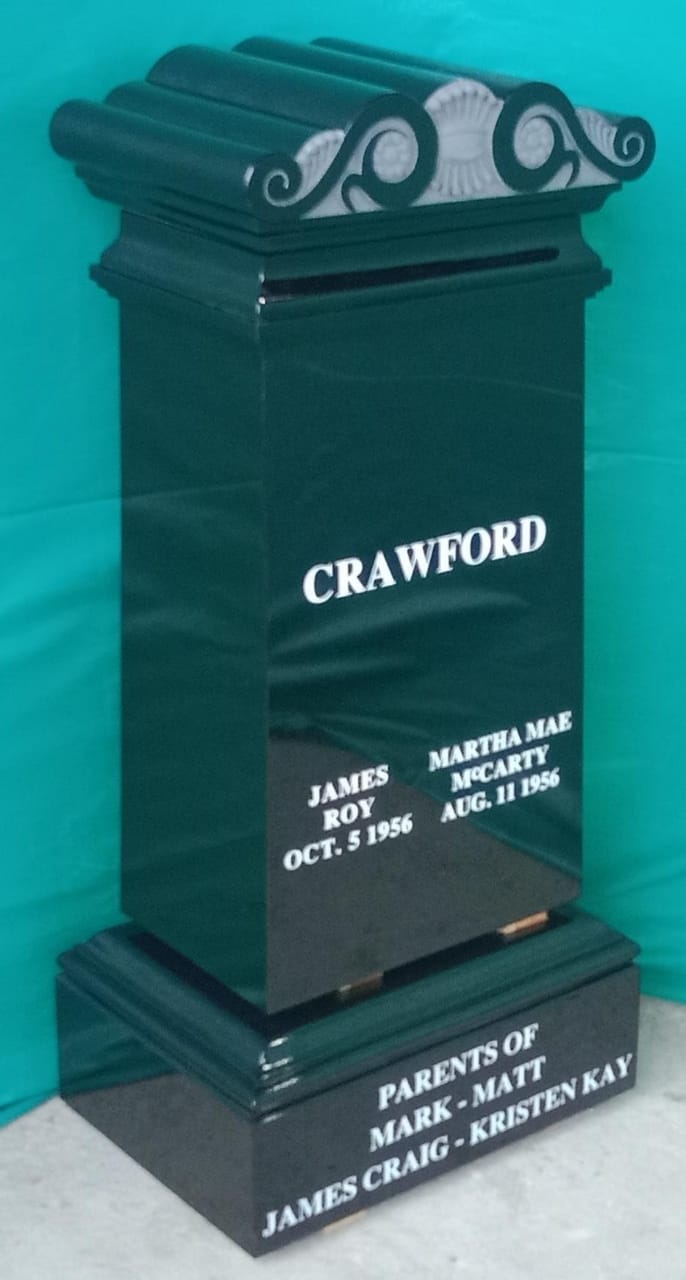 CRAWFORD
JAMES
ROY
OCT. 5 1956
MARTHA MAE
McCARTY
AUG. 11 1956
PARENTS OF
MARK - MATT
JAMES CRAIG - KRISTEN KAY